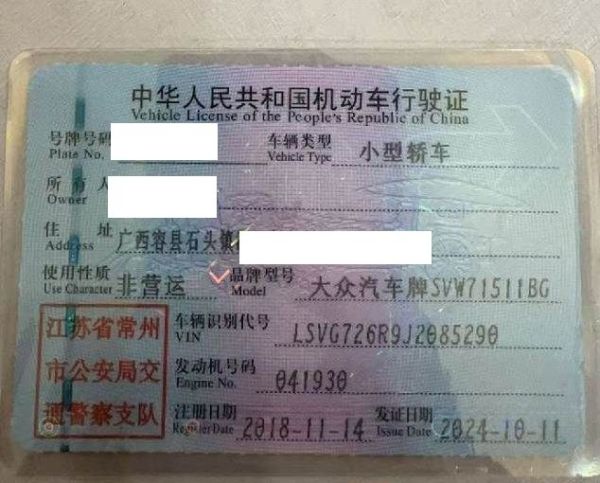 中华人民共和国机动车行驶证
Vehicle License of the People's Republic of China
号牌号码 车辆类型 小型轿车
Plate No. Vehicle Type
所有人
Owner
住址 广西容县石头镇
Address
使用性质 非营运 品牌型号 大众汽车牌SVW71511BG
Use Character Model
江苏省常州 车辆识别代号 LSVG726R9J2085290
VIN
市公安局交 发动机号码 041930
Engine No.
通警察支队 注册日期 2018-11-14 发证日期 2024-10-11
Register Date Issue Date